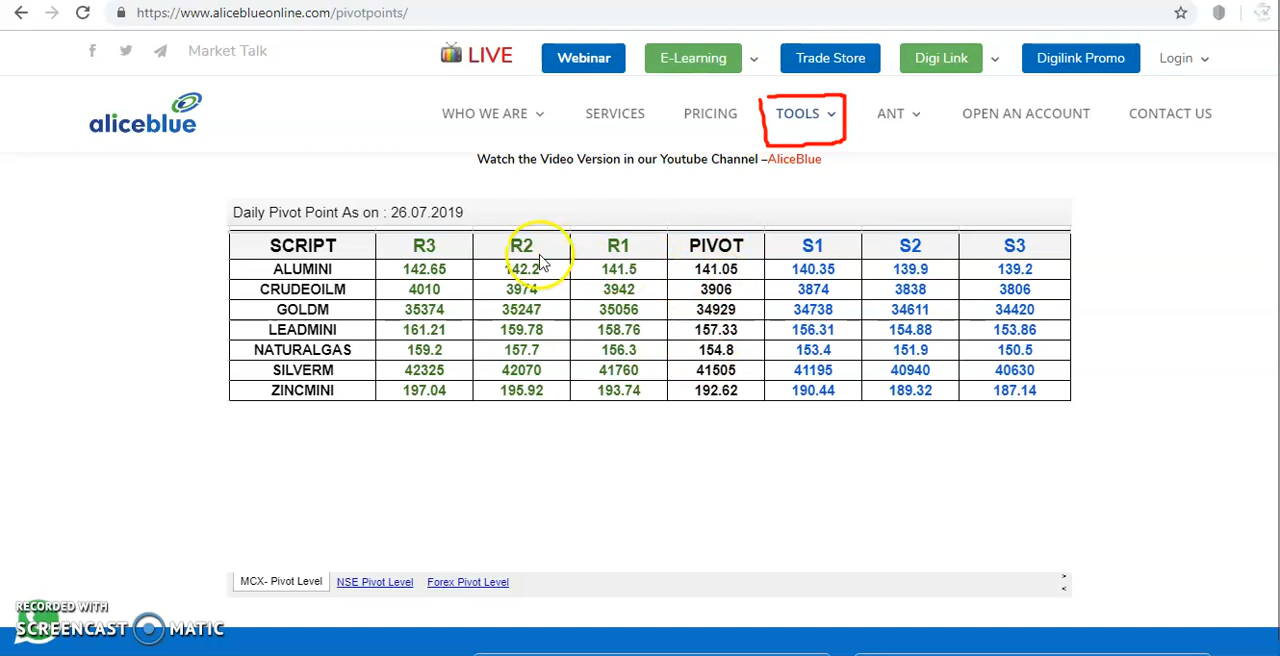 https://www.aliceblueonline.com/pivotpoints/
Market Talk LIVE Webinar E-Learning Trade Store Digi Link Digilink Promo Login
aliceblue WHO WE ARE SERVICES PRICING TOOLS ANT OPEN AN ACCOUNT CONTACT US
Watch the Video Version in our Youtube Channel –AliceBlue
Daily Pivot Point As on : 26.07.2019
SCRIPT R3 R2 R1 PIVOT S1 S2 S3
ALUMINI 142.65 142.2 141.5 141.05 140.35 139.9 139.2
CRUDEOILM 4010 3974 3942 3906 3874 3838 3806
GOLDM 35374 35247 35056 34929 34738 34611 34420
LEADMINI 161.21 159.78 158.76 157.33 156.31 154.88 153.86
NATURALGAS 159.2 157.7 156.3 154.8 153.4 151.9 150.5
SILVERM 42325 42070 41760 41505 41195 40940 40630
ZINCMINI 197.04 195.92 193.74 192.62 190.44 189.32 187.14
MCX- Pivot Level NSE Pivot Level Forex Pivot Level
RECORDED WITH
SCREENCAST MATIC